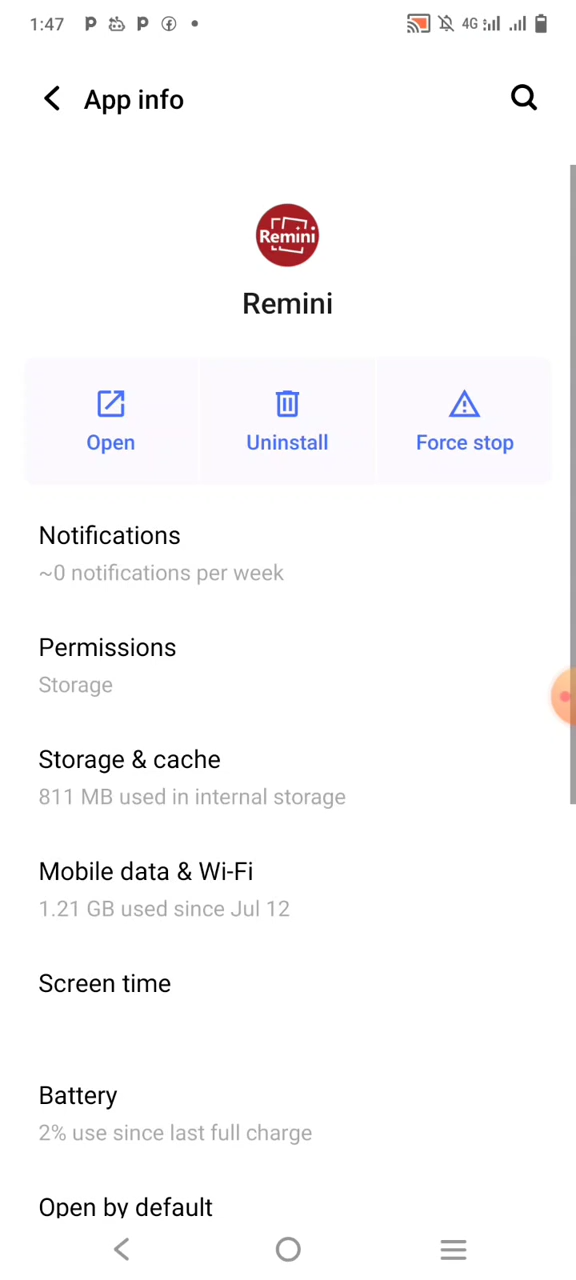 1:47
4G
App info
Remini
Remini
Open
Uninstall
Force stop
Notifications
~0 notifications per week
Permissions
Storage
Storage & cache
811 MB used in internal storage
Mobile data & Wi-Fi
1.21 GB used since Jul 12
Screen time
Battery
2% use since last full charge
Open by default